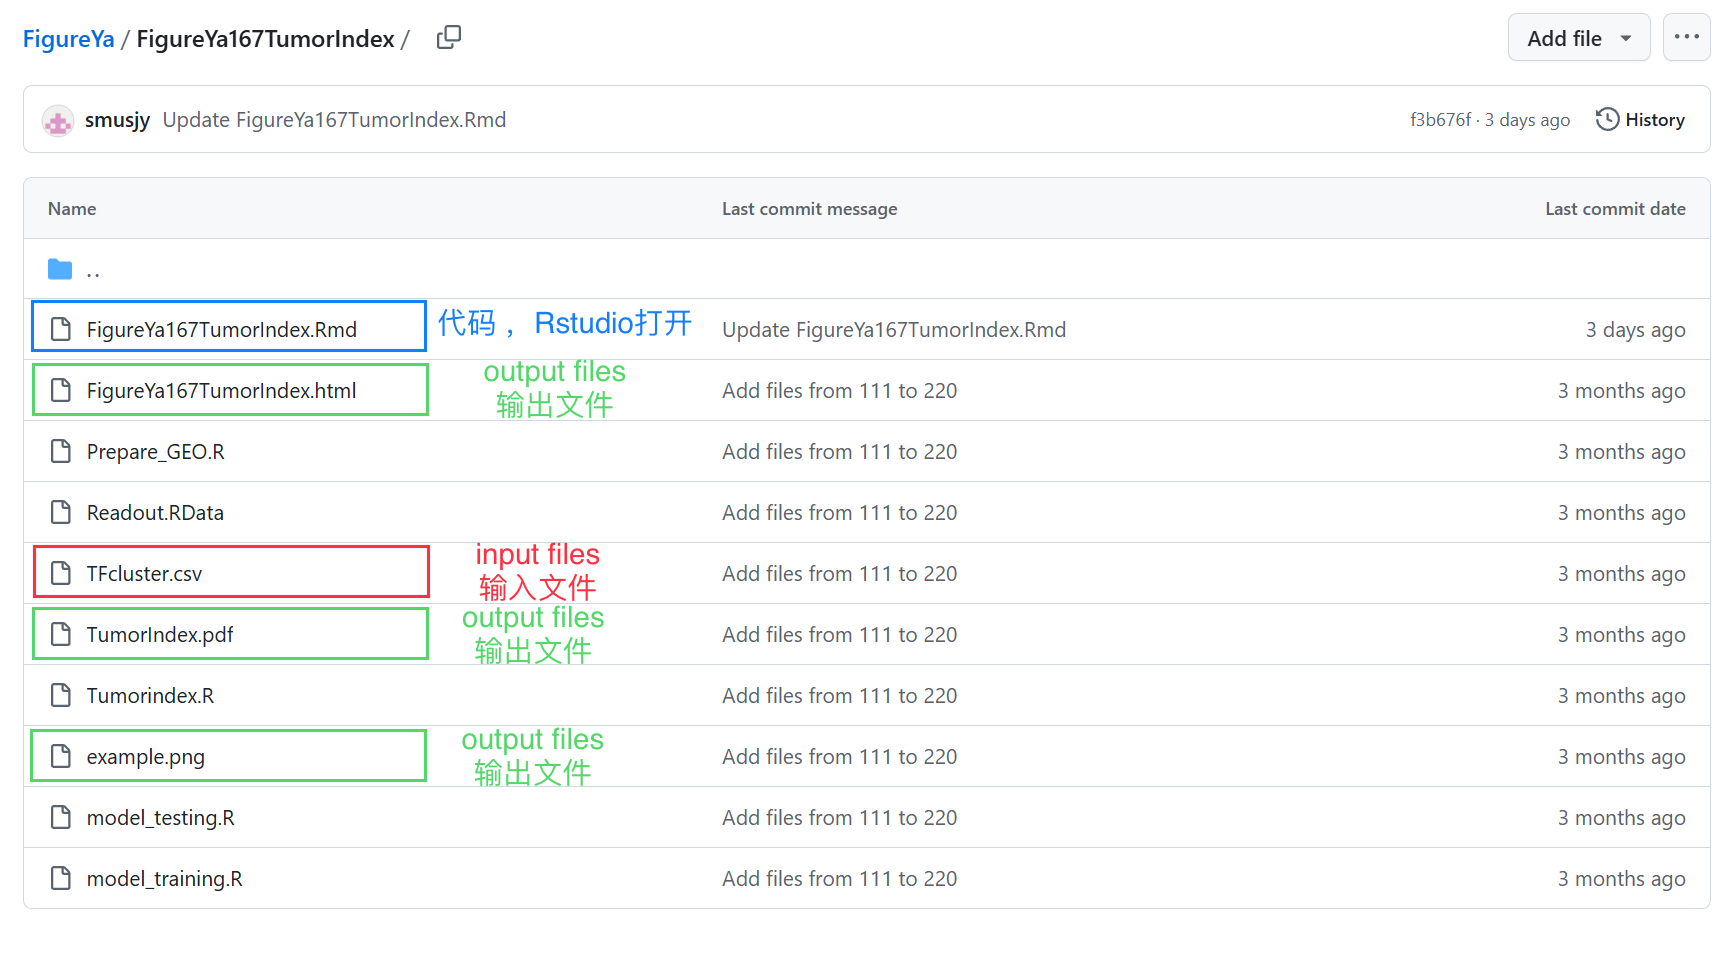 FigureYa / FigureYa167TumorIndex /
Add file
smusjy Update FigureYa167TumorIndex.Rmd
f3b676f · 3 days ago
History
Name Last commit message Last commit date
..
FigureYa167TumorIndex.Rmd 代码， Rstudio打开 Update FigureYa167TumorIndex.Rmd 3 days ago
FigureYa167TumorIndex.html Add files from 111 to 220 3 months ago
output files
输出文件
Prepare_GEO.R Add files from 111 to 220 3 months ago
Readout.RData Add files from 111 to 220 3 months ago
TFcluster.csv Add files from 111 to 220 3 months ago
input files
输入文件
TumorIndex.pdf Add files from 111 to 220 3 months ago
output files
输出文件
Tumorindex.R Add files from 111 to 220 3 months ago
example.png Add files from 111 to 220 3 months ago
output files
输出文件
model_testing.R Add files from 111 to 220 3 months ago
model_training.R Add files from 111 to 220 3 months ago